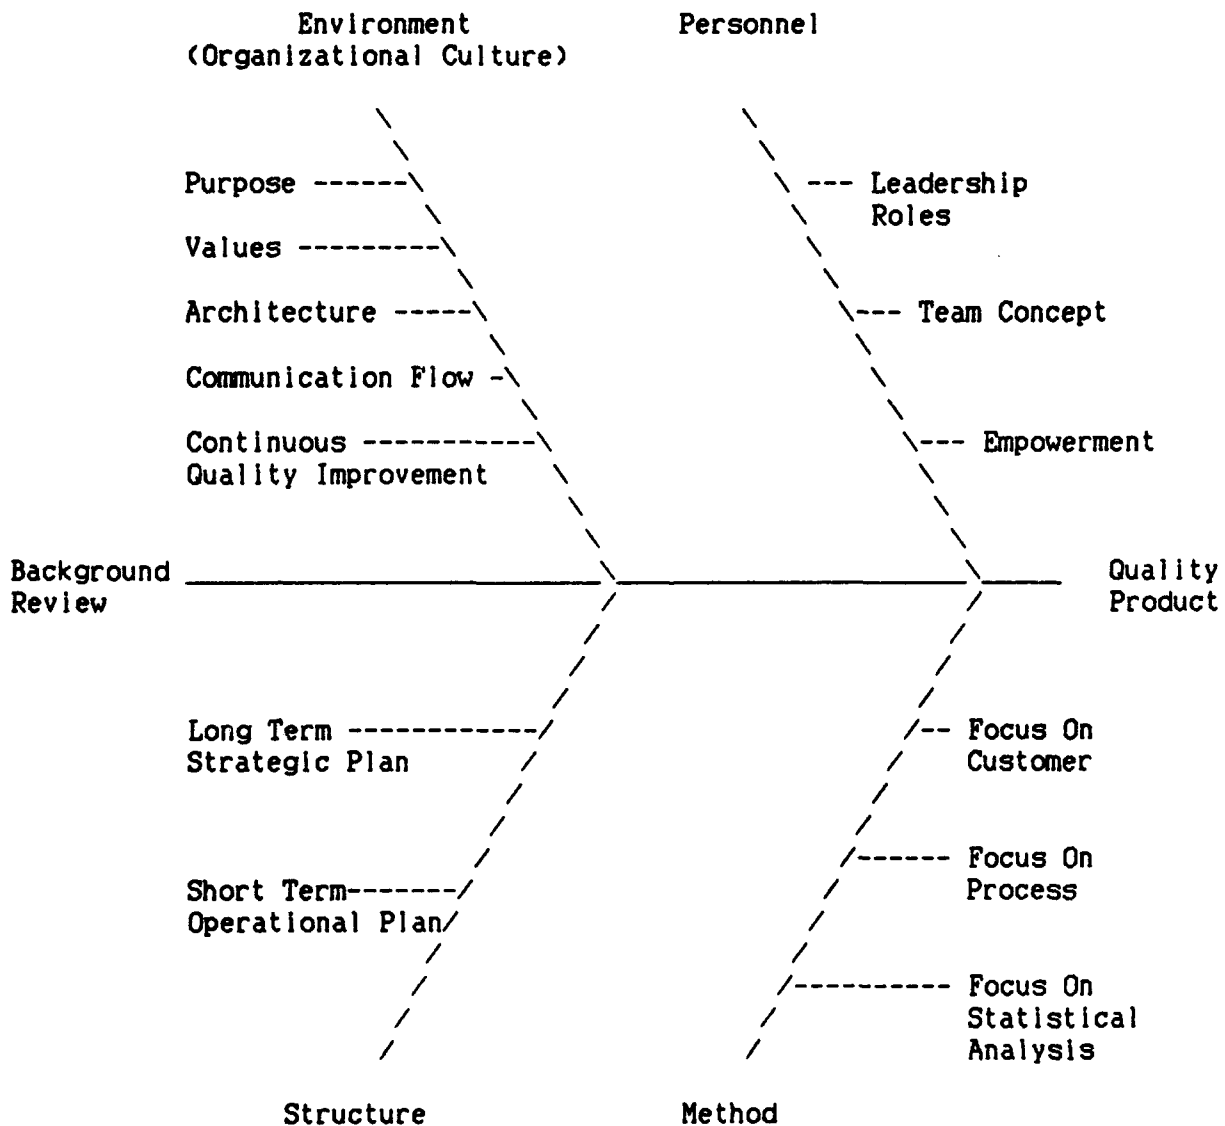 Environment
(Organizational Culture)
Personnel
Purpose
Values
Architecture
Communication Flow
Continuous
Quality Improvement
Leadership
Roles
Team Concept
Empowerment
Background
Review
Quality
Product
Long Term
Strategic Plan
Short Term
Operational Plan
Focus On
Customer
Focus On
Process
Focus On
Statistical
Analysis
Structure
Method